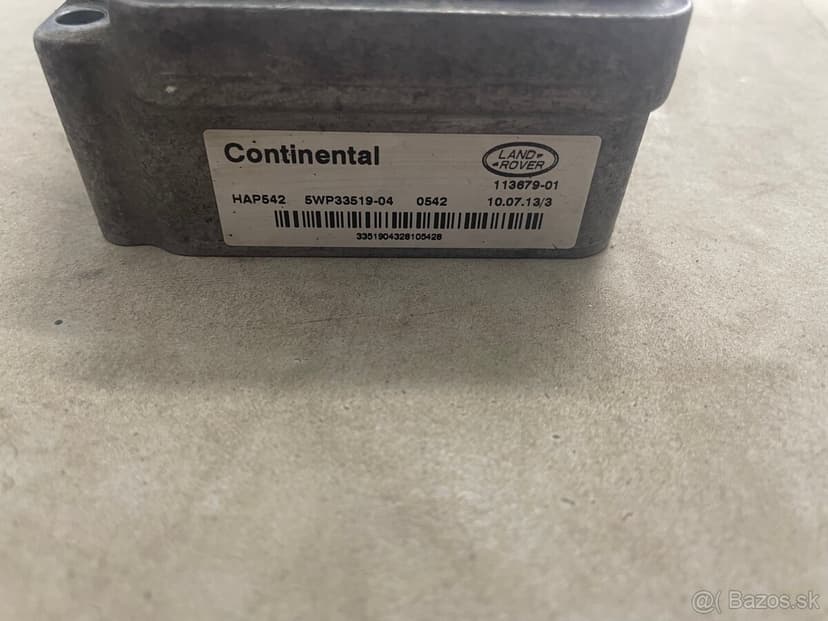 Continental
LAND
ROVER
113679-01
HAP542 5WP33519-04 0542 10.07.13/3
3351904328105428
@( Bazos.sk